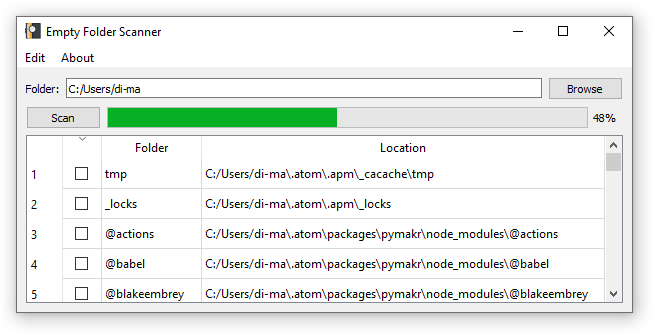 Empty Folder Scanner
Edit About
Folder: C:/Users/di-ma Browse
Scan 48%
Folder Location
1 tmp C:/Users/di-ma\.atom\.apm\_cacache\tmp
2 _locks C:/Users/di-ma\.atom\.apm\_locks
3 @actions C:/Users/di-ma\.atom\packages\pymakr\node_modules\@actions
4 @babel C:/Users/di-ma\.atom\packages\pymakr\node_modules\@babel
5 @blakeembrey C:/Users/di-ma\.atom\packages\pymakr\node_modules\@blakeembrey